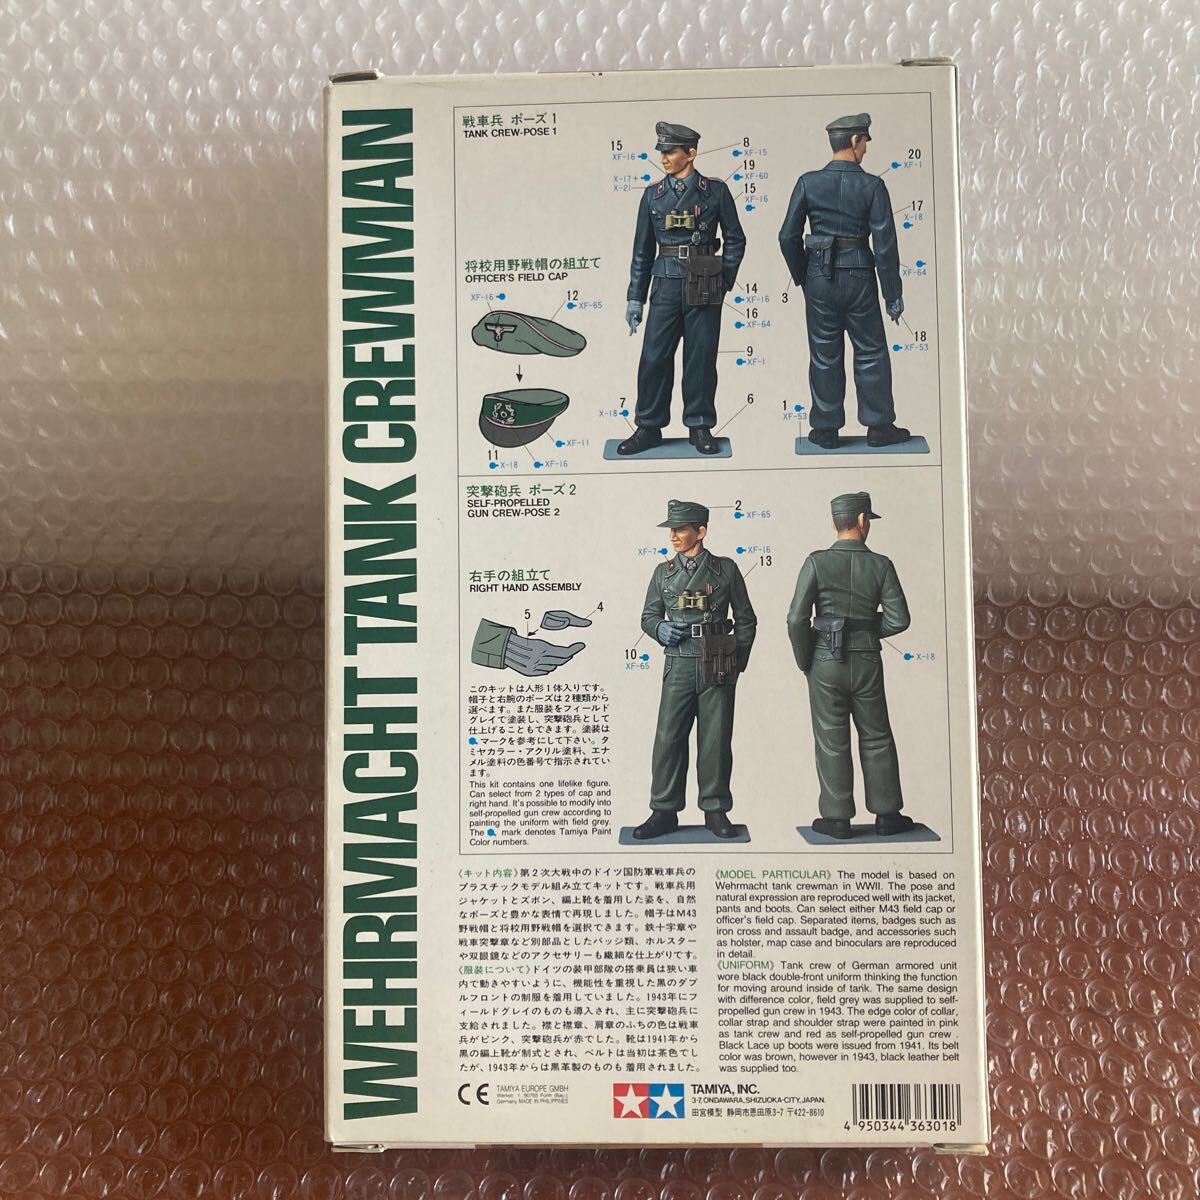 WEHRMACHT TANK CREWMAN
戦車兵 ポーズ1
TANK CREW-POSE 1
15
XF-16
X-17+
X-21
8
XF-15
19
XF-60
15
XF-16
20
XF-1
17
X-18
XF-64
3
14
XF-16
16
XF-64
18
XF-53
9
XF-1
7
X-18
6
1
XF-53
将校用野戦帽の組立て
OFFICER'S FIELD CAP
XF-16
12
XF-65
XF-11
11
X-18
XF-16
突撃砲兵 ポーズ2
SELF-PROPELLED
GUN CREW-POSE 2
2
XF-65
XF-7
XF-16
13
10
XF-65
X-18
右手の組立て
RIGHT HAND ASSEMBLY
5
4
このキットは人形1体入りです。
帽子と右腕のポーズは2種類から
選べます。また服装をフィールド
グレイで塗装し、突撃砲兵として
仕上げることもできます。塗装は
マークを参考にして下さい。タ
ミヤカラー・アクリル塗料、エナ
メル塗料の色番号で指示されてい
ます。
This kit contains one lifelike figure.
Can select from 2 types of cap and
right hand. It's possible to modify into
self-propelled gun crew according to
painting the uniform with field grey.
The mark denotes Tamiya Paint
Color numbers.
《キット内容》第2次大戦中のドイツ国防軍戦車兵の
プラスチックモデル組み立てキットです。戦車兵用
ジャケットとズボン、編上靴を着用した姿を、自然
なポーズと豊かな表情で再現しました。帽子はM43
野戦帽と将校用野戦帽を選択できます。鉄十字章や
戦車突撃章など別部品としたバッジ類、ホルスター
や双眼鏡などのアクセサリーも繊細な仕上がりです。
《服装について》ドイツの装甲部隊の搭乗員は狭い車
内で動きやすいように、機能性を重視した黒のダブ
ルフロントの制服を着用していました。1943年にフ
ィールドグレイのものも導入され、主に突撃砲兵に
支給されました。襟と襟章、肩章のふちの色は戦車
兵がピンク、突撃砲兵が赤でした。靴は1941年から
黒の編上靴が制式とされ、ベルトは当初は茶色でし
たが、1943年からは黒革製のものも着用されました。
《MODEL PARTICULAR》 The model is based on
Wehrmacht tank crewman in WWII. The pose and
natural expression are reproduced well with its jacket,
pants and boots. Can select either M43 field cap or
officer's field cap. Separated items, badges such as
iron cross and assault badge, and accessories such
as holster, map case and binoculars are reproduced
in detail.
《UNIFORM》 Tank crew of German armored unit
wore black double-front uniform thinking the function
for moving around inside of tank. The same design
with difference color, field grey was supplied to self-
propelled gun crew in 1943. The edge color of collar,
collar strap and shoulder strap were painted in pink
as tank crew and red as self-propelled gun crew .
Black Lace up boots were issued from 1941. Its belt
color was brown, however in 1943, black leather belt
was supplied too.
CE
TAMIYA EUROPE GMBH
Werkstr. 1, 90765 Fürth (Bay.)
Germany MADE IN PHILIPPINES
TAMIYA, INC.
3-7, ONDAWARA, SHIZUOKA-CITY, JAPAN.
田宮模型 静岡市恩田原3-7 〒422-8610
4 950344 363018